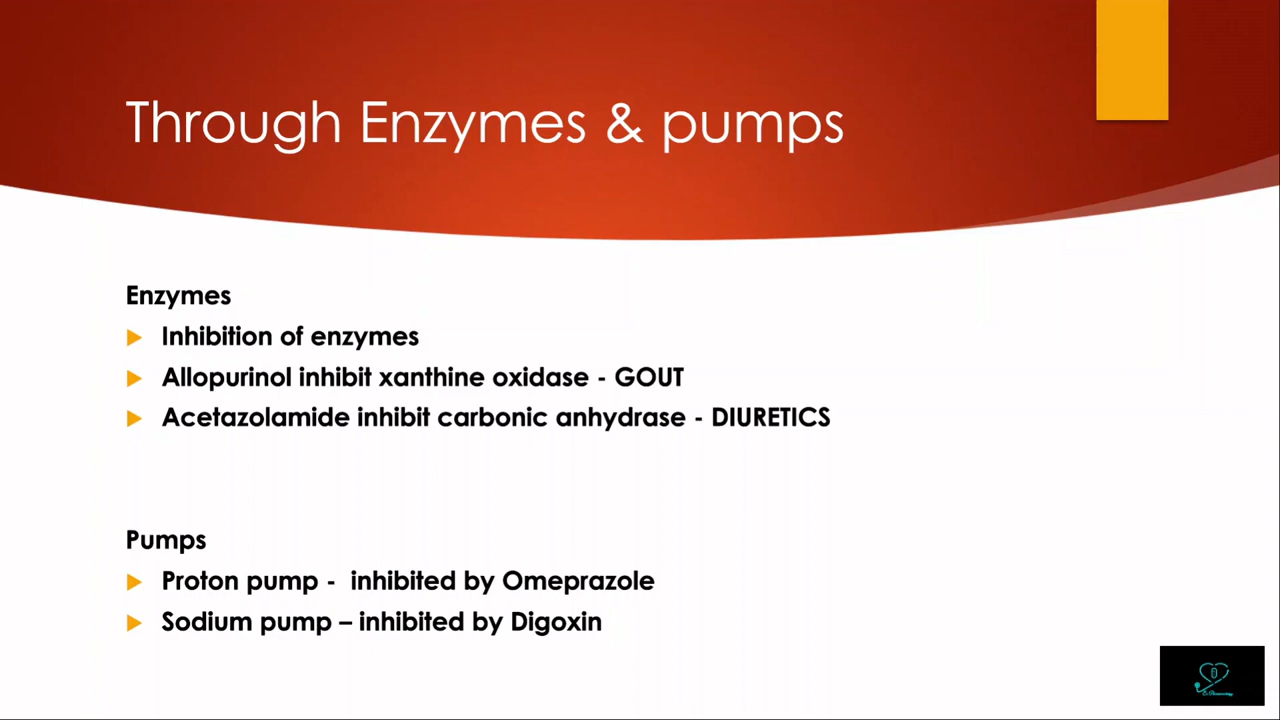 Through Enzymes & pumps
Enzymes
Inhibition of enzymes
Allopurinol inhibit xanthine oxidase - GOUT
Acetazolamide inhibit carbonic anhydrase - DIURETICS
Pumps
Proton pump - inhibited by Omeprazole
Sodium pump – inhibited by Digoxin